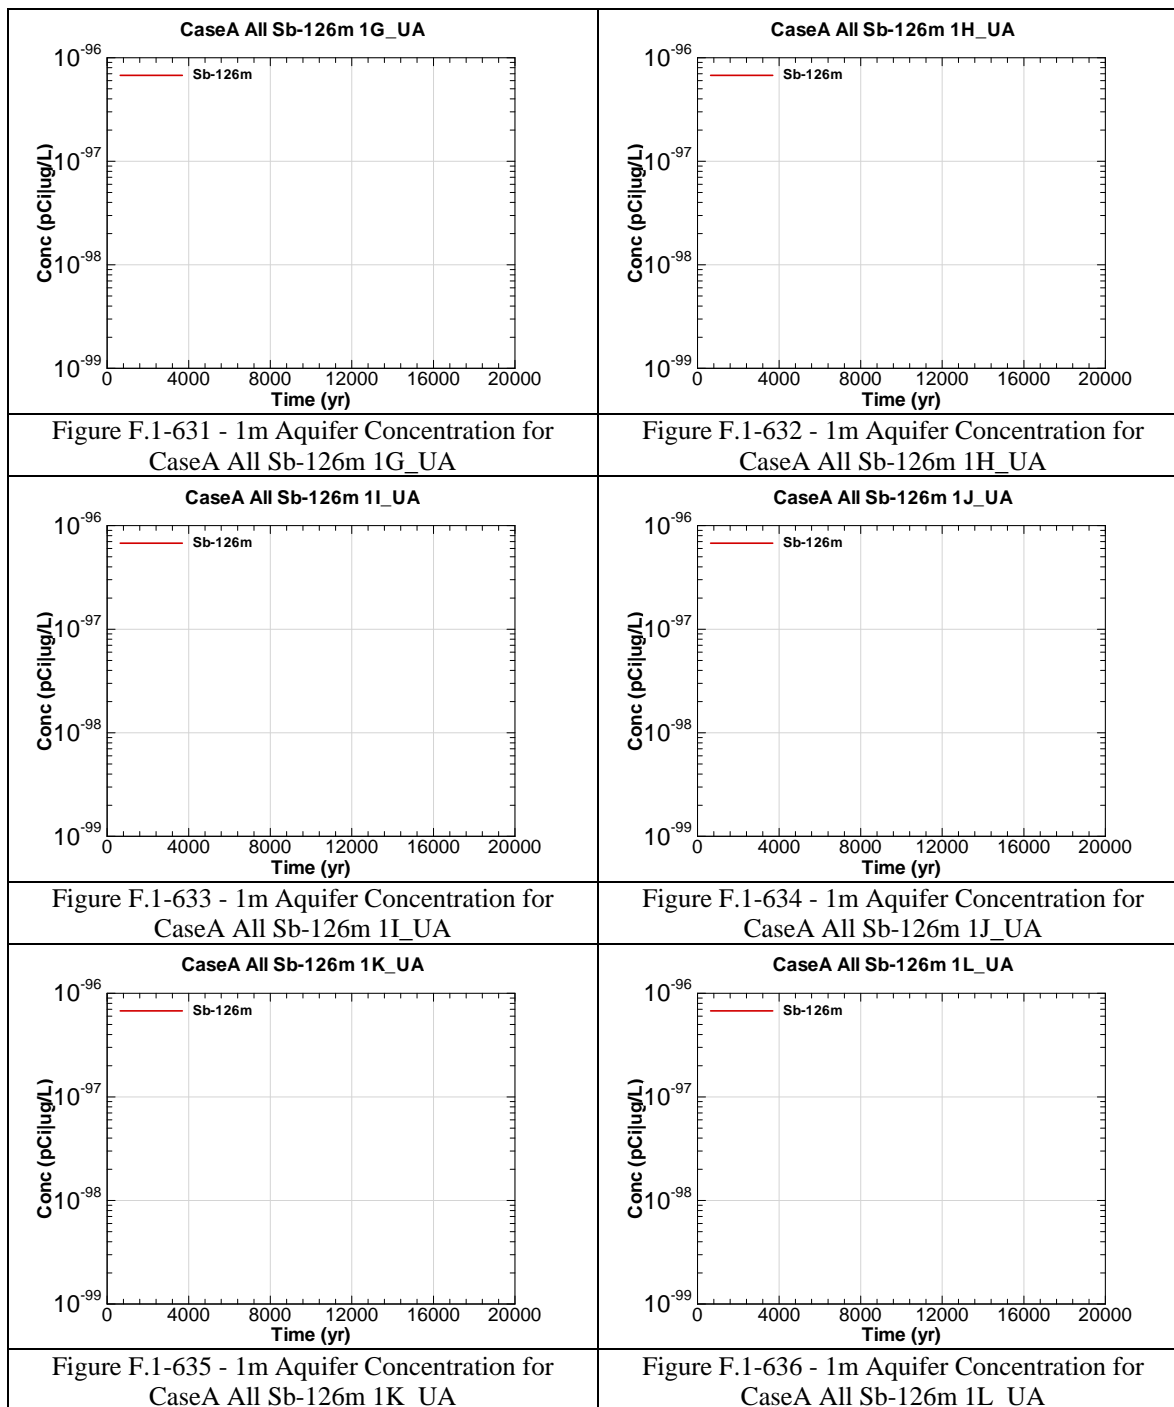 CaseA All Sb-126m 1G_UA
10-96
Sb-126m
10-97
Conc (pCi|ug/L)
10-98
10-99
0 4000 8000 12000 16000 20000
Time (yr)
Figure F.1-631 - 1m Aquifer Concentration for
CaseA All Sb-126m 1G_UA
CaseA All Sb-126m 1H_UA
10-96
Sb-126m
10-97
Conc (pCi|ug/L)
10-98
10-99
0 4000 8000 12000 16000 20000
Time (yr)
Figure F.1-632 - 1m Aquifer Concentration for
CaseA All Sb-126m 1H_UA
CaseA All Sb-126m 1I_UA
10-96
Sb-126m
10-97
Conc (pCi|ug/L)
10-98
10-99
0 4000 8000 12000 16000 20000
Time (yr)
Figure F.1-633 - 1m Aquifer Concentration for
CaseA All Sb-126m 1I_UA
CaseA All Sb-126m 1J_UA
10-96
Sb-126m
10-97
Conc (pCi|ug/L)
10-98
10-99
0 4000 8000 12000 16000 20000
Time (yr)
Figure F.1-634 - 1m Aquifer Concentration for
CaseA All Sb-126m 1J_UA
CaseA All Sb-126m 1K_UA
10-96
Sb-126m
10-97
Conc (pCi|ug/L)
10-98
10-99
0 4000 8000 12000 16000 20000
Time (yr)
Figure F.1-635 - 1m Aquifer Concentration for
CaseA All Sb-126m 1K_UA
CaseA All Sb-126m 1L_UA
10-96
Sb-126m
10-97
Conc (pCi|ug/L)
10-98
10-99
0 4000 8000 12000 16000 20000
Time (yr)
Figure F.1-636 - 1m Aquifer Concentration for
CaseA All Sb-126m 1L_UA